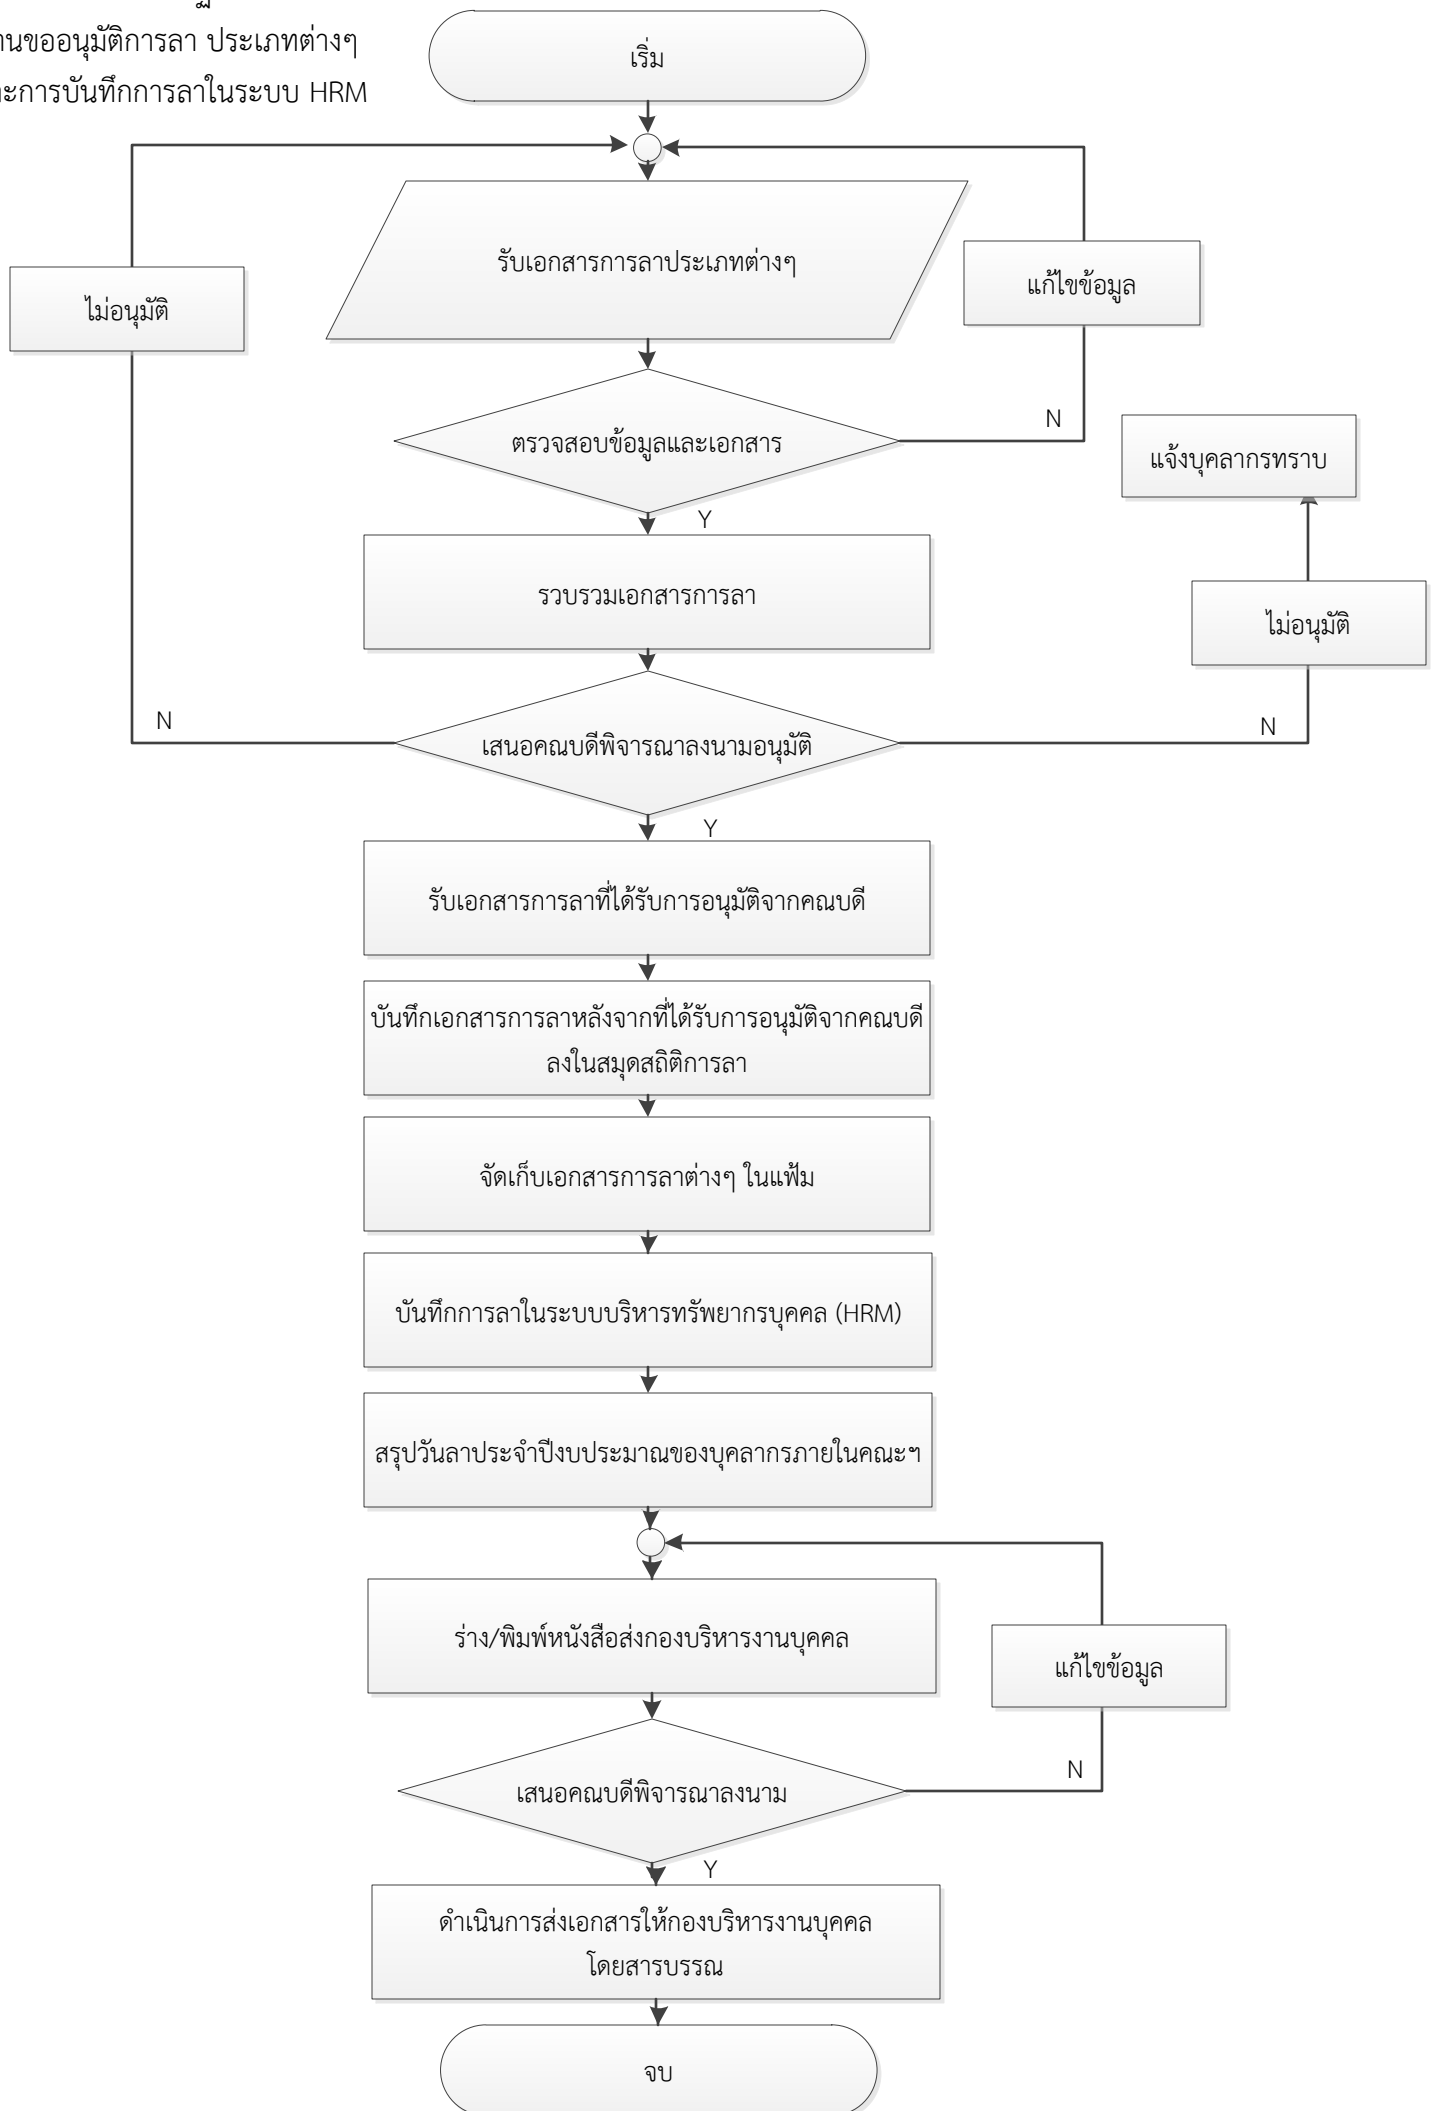 านขออนุมัติการลา ประเภทต่างๆ
ะการบันทึกการลาในระบบ HRM
เริ่ม
รับเอกสารการลาประเภทต่างๆ
แก้ไขข้อมูล
ไม่อนุมัติ
N
ตรวจสอบข้อมูลและเอกสาร
แจ้งบุคลากรทราบ
Y
รวบรวมเอกสารการลา
ไม่อนุมัติ
N
N
เสนอคณบดีพิจารณาลงนามอนุมัติ
Y
รับเอกสารการลาที่ได้รับการอนุมัติจากคณบดี
บันทึกเอกสารการลาหลังจากที่ได้รับการอนุมัติจากคณบดี
ลงในสมุดสถิติการลา
จัดเก็บเอกสารการลาต่างๆ ในแฟ้ม
บันทึกการลาในระบบบริหารทรัพยากรบุคคล (HRM)
สรุปวันลาประจำปีงบประมาณของบุคลากรภายในคณะฯ
ร่าง/พิมพ์หนังสือส่งกองบริหารงานบุคคล
แก้ไขข้อมูล
N
เสนอคณบดีพิจารณาลงนาม
Y
ดำเนินการส่งเอกสารให้กองบริหารงานบุคคล
โดยสารบรรณ
จบ